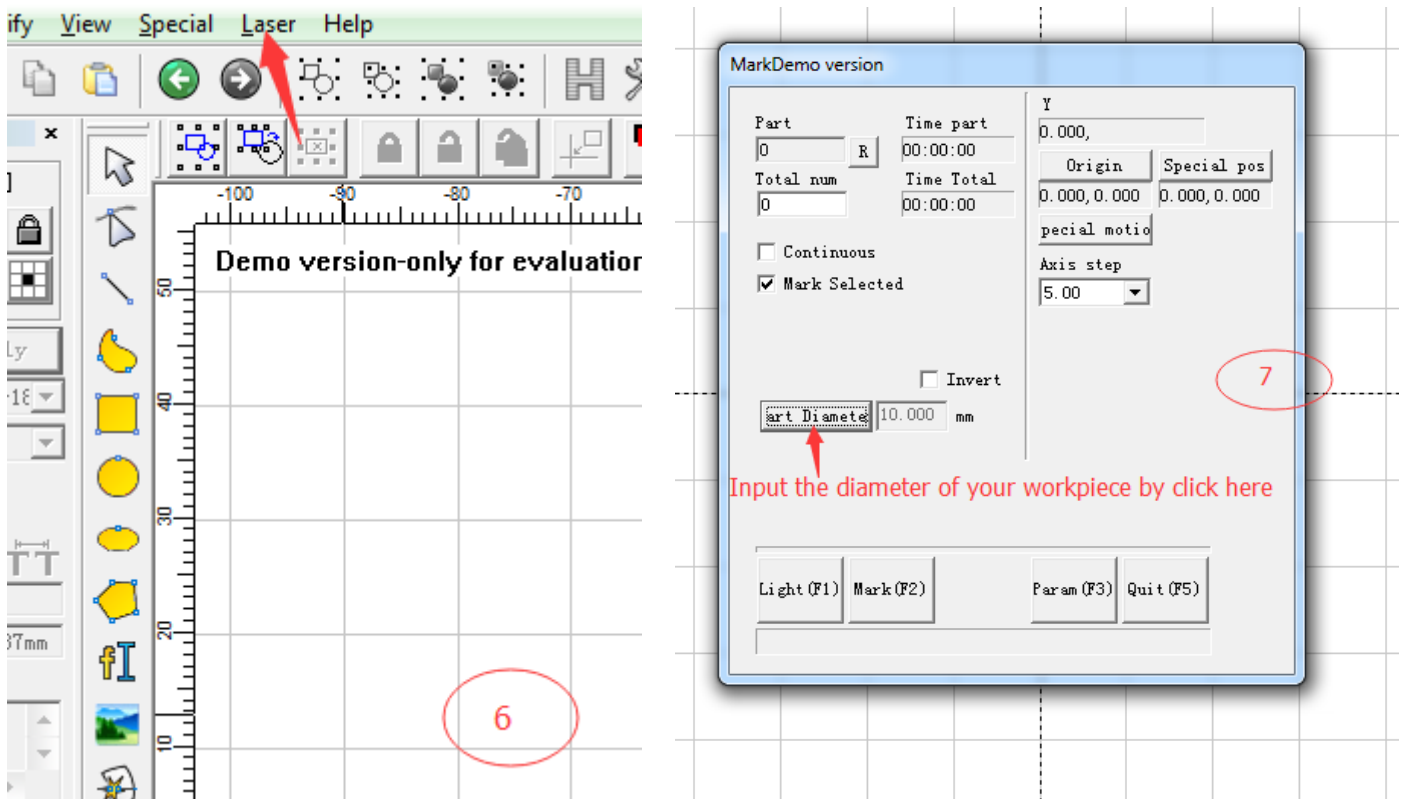 ify View Special Laser Help
-100 -90 -80 -70
Demo version-only for evaluation
50
ly
18
40
30
37mm
20
10
6
MarkDemo version
Part Time part
0 R 00:00:00
Total num Time Total
0 00:00:00
Continuous
Mark Selected
Invert
art Diamete 10.000 mm
Y
0.000,
Origin Special pos
0.000,0.000 0.000,0.000
pecial motio
Axis step
5.00
7
Input the diameter of your workpiece by click here
Light(F1) Mark(F2) Param(F3) Quit(F5)